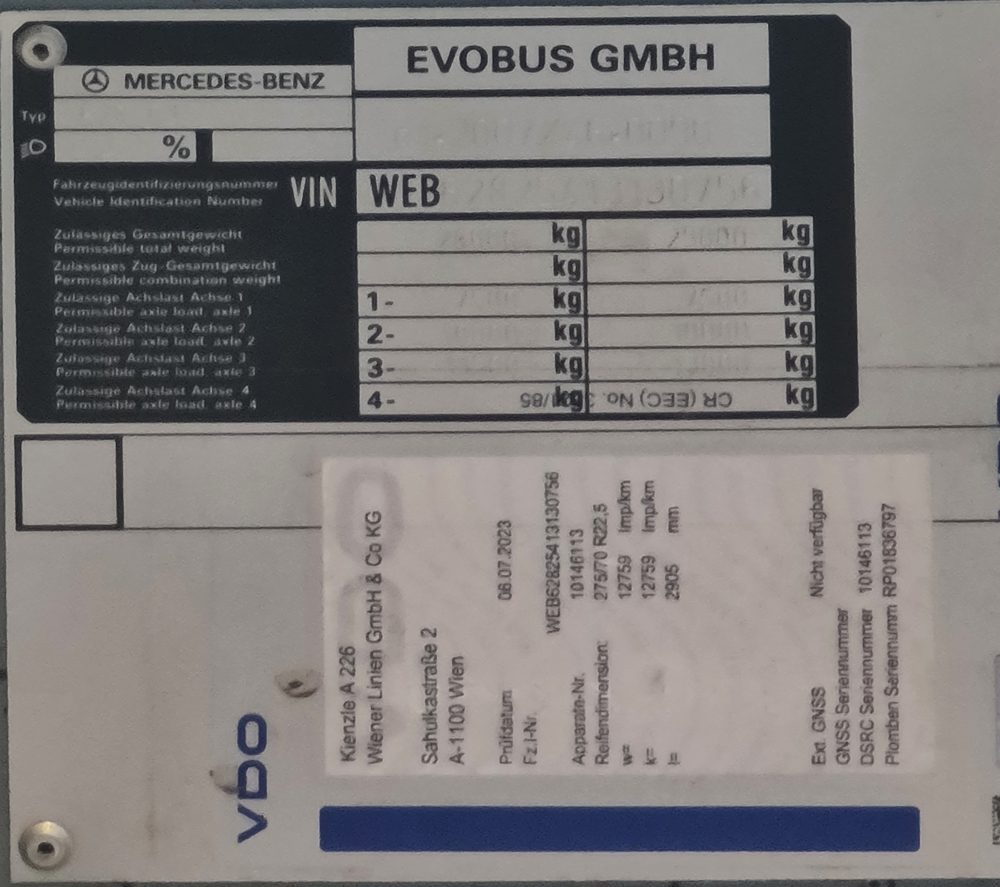 EVOBUS GMBH
MERCEDES-BENZ
Typ
%
Fahrzeugidentifizierungsnummer
Vehicle Identification Number
VIN WEB
Zulässiges Gesamtgewicht
Permissible total weight
kg kg
Zulässiges Zug-Gesamtgewicht
Permissible combination weight
kg kg
Zulässige Achslast Achse 1
Permissible axle load, axle 1
1- kg kg
Zulässige Achslast Achse 2
Permissible axle load, axle 2
2- kg kg
Zulässige Achslast Achse 3
Permissible axle load, axle 3
3- kg kg
Zulässige Achslast Achse 4
Permissible axle load, axle 4
4- kg kg
CR (EEC) No. /85
VDO
Kienzle A 226
Wiener Linien GmbH & Co KG
Sahulkastraße 2
A-1100 Wien
Prüfdatum 06.07.2023
Fz.I-Nr.
WEB62825413130756
Apparate-Nr. 10146113
Reifendimension: 275/70 R22,5
w= 12759 Imp/km
k= 12759 Imp/km
l= 2905 mm
Ext. GNSS Nicht verfügbar
GNSS Seriennummer
DSRC Seriennummer 10146113
Plomben Seriennumm RP01836797